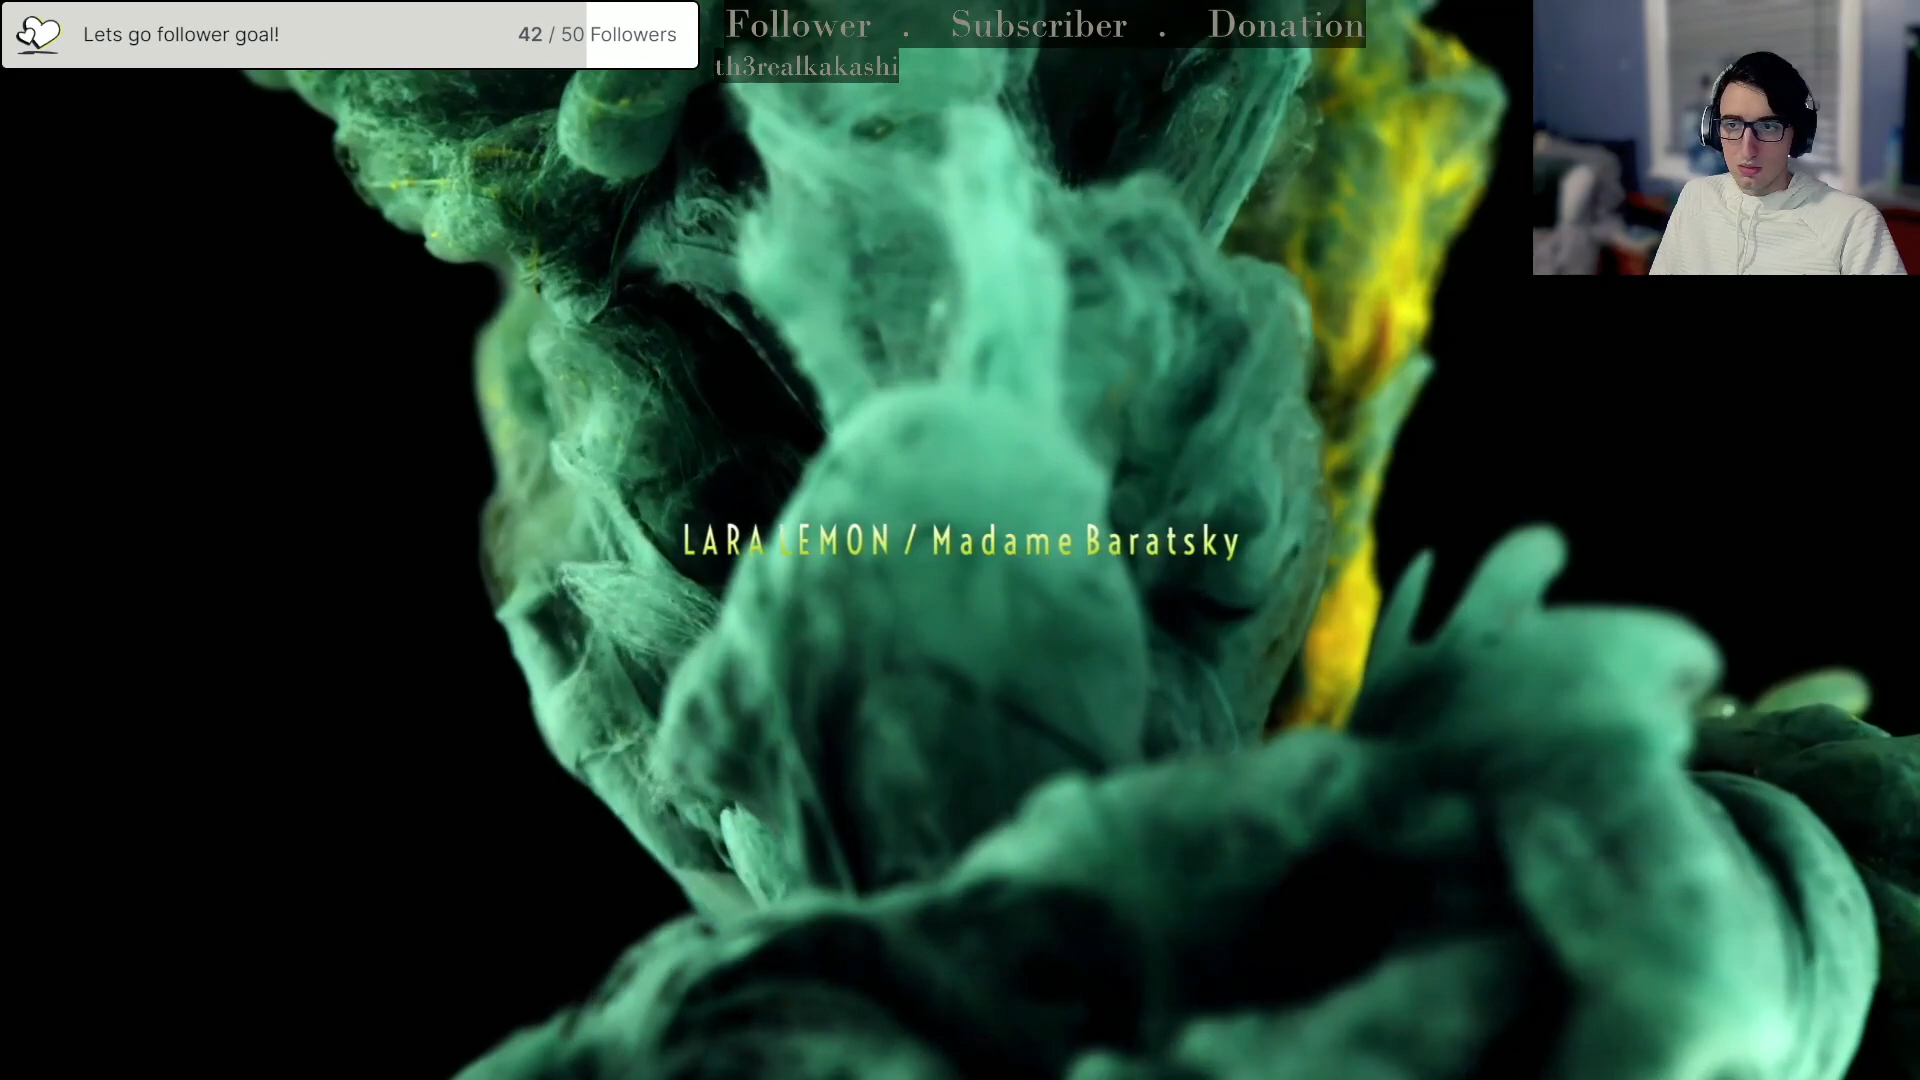 Lets go follower goal! 42 / 50 Followers
Follower . Subscriber . Donation
th3realkakashi
LARA LEMON / Madame Baratsky